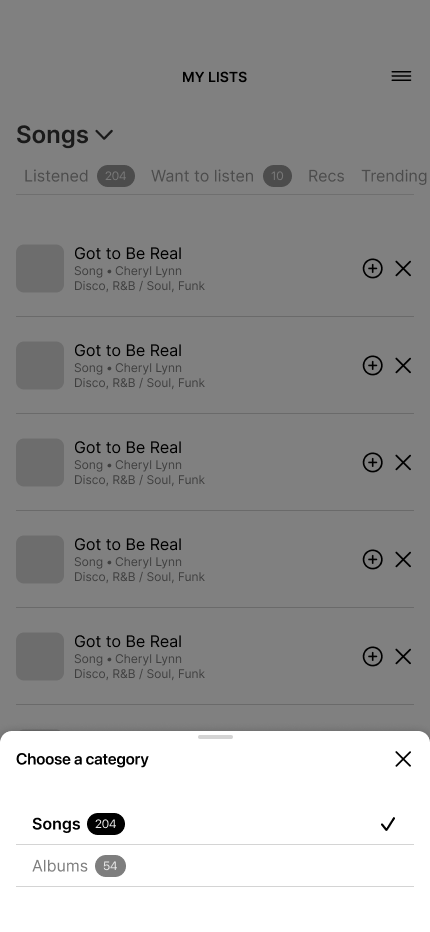 MY LISTS
Songs
Listened 204 Want to listen 10 Recs Trending
Got to Be Real
Song • Cheryl Lynn
Disco, R&B / Soul, Funk
Got to Be Real
Song • Cheryl Lynn
Disco, R&B / Soul, Funk
Got to Be Real
Song • Cheryl Lynn
Disco, R&B / Soul, Funk
Got to Be Real
Song • Cheryl Lynn
Disco, R&B / Soul, Funk
Got to Be Real
Song • Cheryl Lynn
Disco, R&B / Soul, Funk
Choose a category
Songs 204
Albums 54